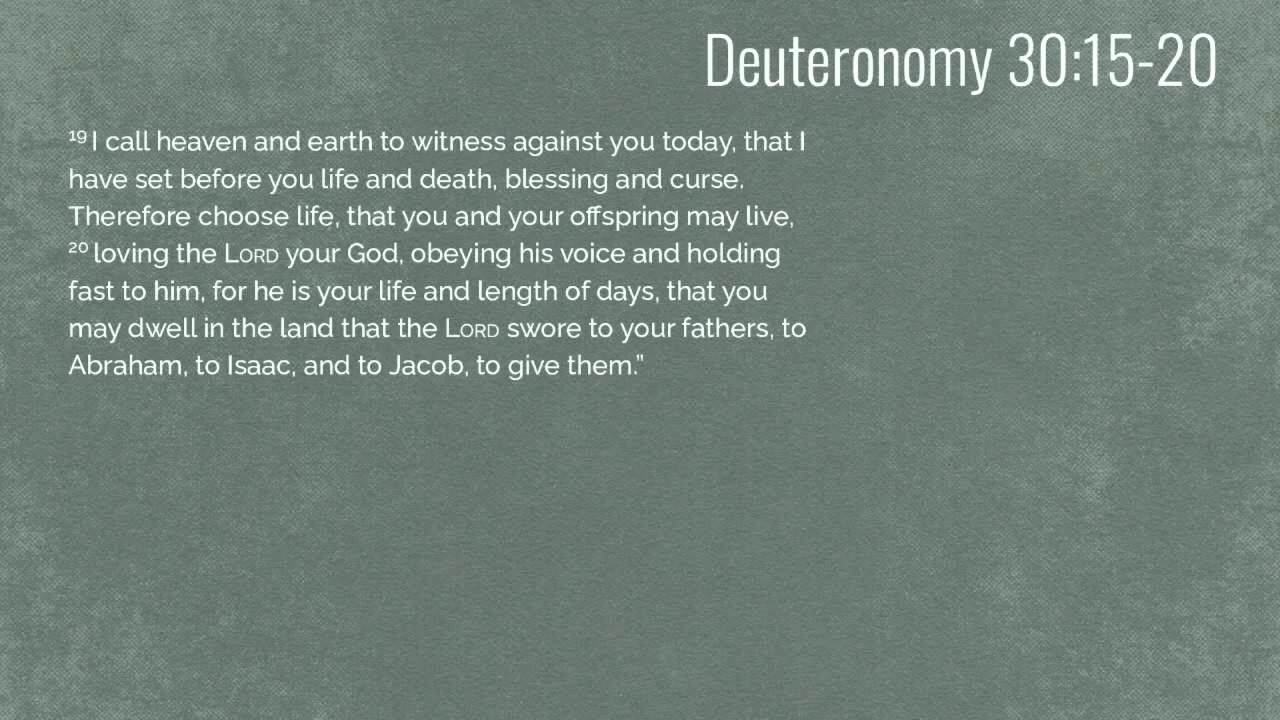 Deuteronomy 30:15-20
19 I call heaven and earth to witness against you today, that I
have set before you life and death, blessing and curse.
Therefore choose life, that you and your offspring may live,
20 loving the LORD your God, obeying his voice and holding
fast to him, for he is your life and length of days, that you
may dwell in the land that the LORD swore to your fathers, to
Abraham, to Isaac, and to Jacob, to give them.”